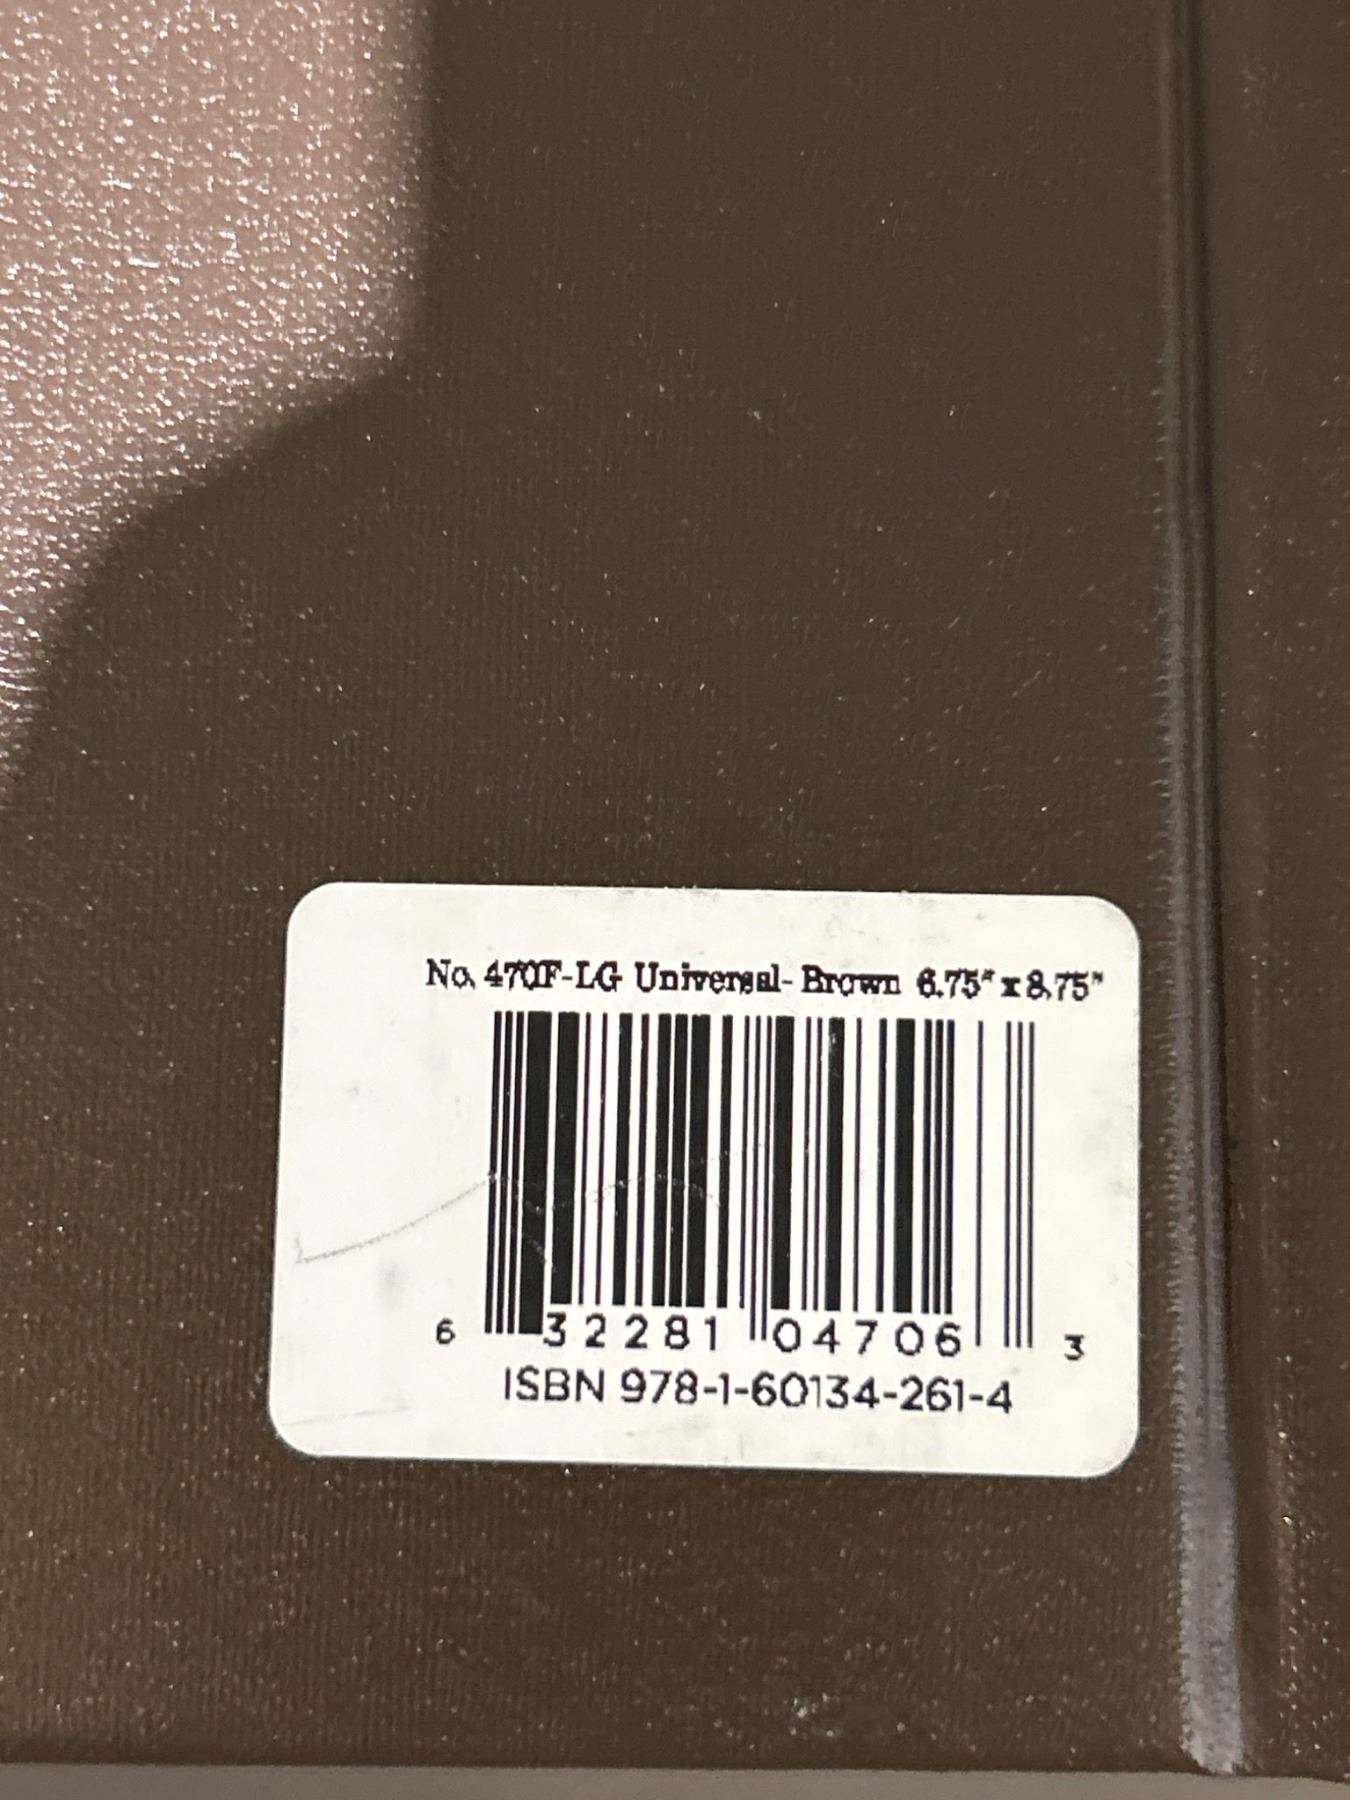 No. 470F-LG Universal- Brown 6.75" x 8.75"
6 32281 04706 3
ISBN 978-1-60134-261-4